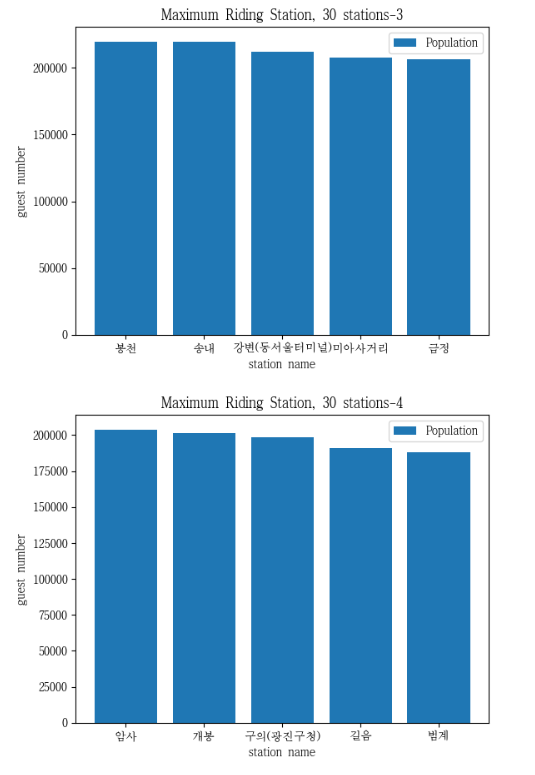 Maximum Riding Station, 30 stations-3
Population
200000
150000
100000
50000
0
guest number
봉천 송내 강변(동서울터미널) 미아사거리 금정
station name
Maximum Riding Station, 30 stations-4
Population
200000
175000
150000
125000
100000
75000
50000
25000
0
guest number
암사 개봉 구의(광진구청) 길음 범계
station name